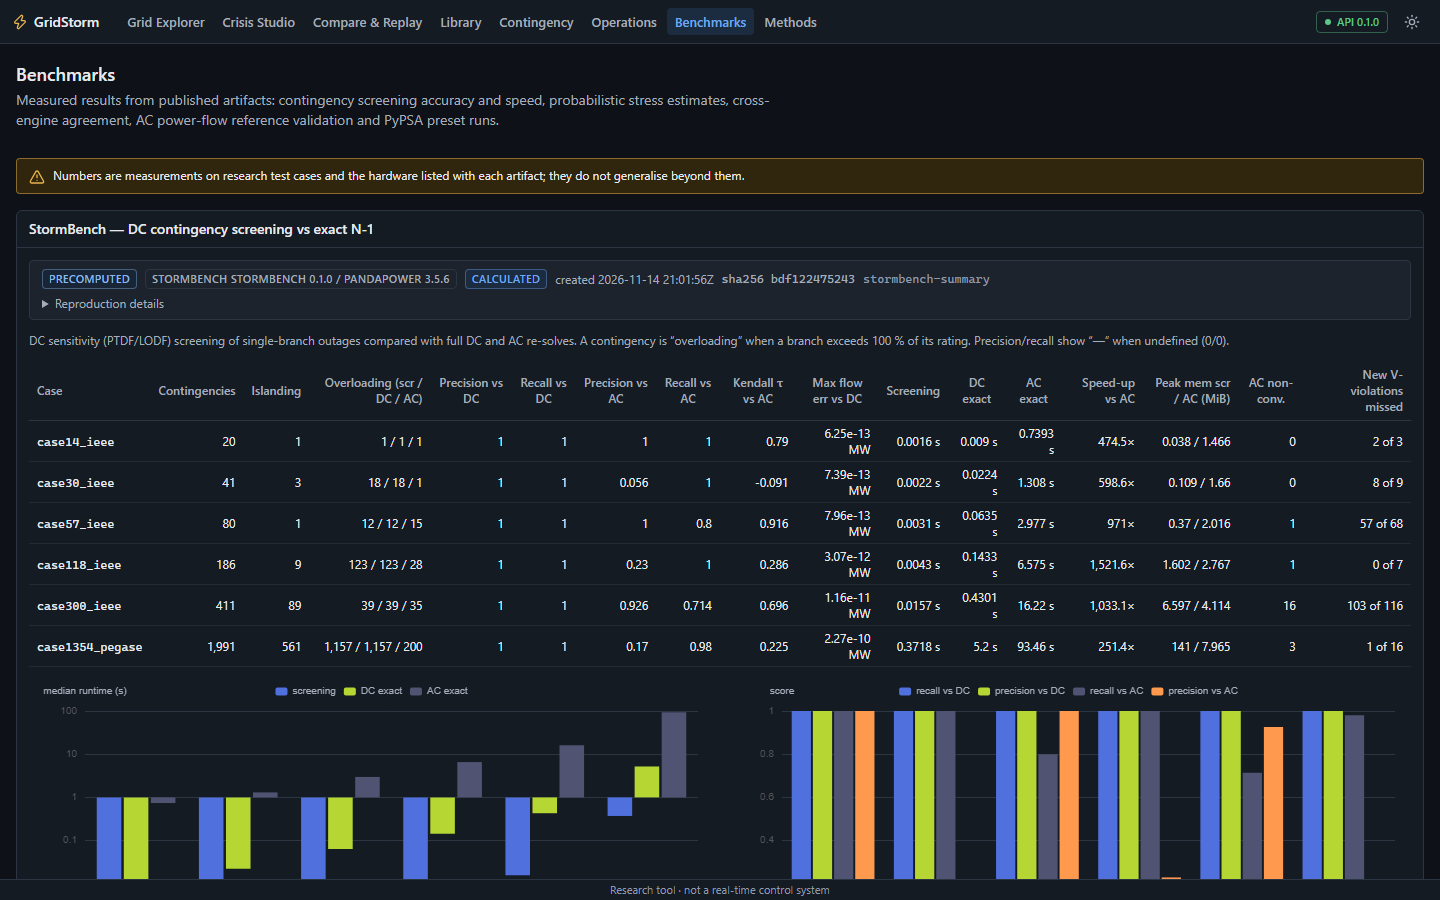 GridStorm Grid Explorer Crisis Studio Compare & Replay Library Contingency Operations Benchmarks Methods API 0.1.0
Benchmarks
Measured results from published artifacts: contingency screening accuracy and speed, probabilistic stress estimates, cross-
engine agreement, AC power-flow reference validation and PyPSA preset runs.
Numbers are measurements on research test cases and the hardware listed with each artifact; they do not generalise beyond them.
StormBench — DC contingency screening vs exact N-1
PRECOMPUTED STORMBENCH STORMBENCH 0.1.0 / PANDAPOWER 3.5.6 CALCULATED created 2026-11-14 21:01:56Z sha256 bdf122475243 stormbench-summary
▶ Reproduction details
DC sensitivity (PTDF/LODF) screening of single-branch outages compared with full DC and AC re-solves. A contingency is “overloading” when a branch exceeds 100 % of its rating. Precision/recall show “—” when undefined (0/0).
Case Contingencies Islanding Overloading (scr / DC / AC) Precision vs DC Recall vs DC Precision vs AC Recall vs AC Kendall τ vs AC Max flow err vs DC Screening DC exact AC exact Speed-up vs AC Peak mem scr / AC (MiB) AC non-conv. New V-violations missed
case14_ieee 20 1 1 / 1 / 1 1 1 1 1 0.79 6.25e-13 MW 0.0016 s 0.009 s 0.7393 s 474.5× 0.038 / 1.466 0 2 of 3
case30_ieee 41 3 18 / 18 / 1 1 1 0.056 1 -0.091 7.39e-13 MW 0.0022 s 0.0224 s 1.308 s 598.6× 0.109 / 1.66 0 8 of 9
case57_ieee 80 1 12 / 12 / 15 1 1 1 0.8 0.916 7.96e-13 MW 0.0031 s 0.0635 s 2.977 s 971× 0.37 / 2.016 1 57 of 68
case118_ieee 186 9 123 / 123 / 28 1 1 0.23 1 0.286 3.07e-12 MW 0.0043 s 0.1433 s 6.575 s 1,521.6× 1.602 / 2.767 1 0 of 7
case300_ieee 411 89 39 / 39 / 35 1 1 0.926 0.714 0.696 1.16e-11 MW 0.0157 s 0.4301 s 16.22 s 1,033.1× 6.597 / 4.114 16 103 of 116
case1354_pegase 1,991 561 1,157 / 1,157 / 200 1 1 0.17 0.98 0.225 2.27e-10 MW 0.3718 s 5.2 s 93.46 s 251.4× 141 / 7.965 3 1 of 16
median runtime (s) screening DC exact AC exact
100
10
1
0.1
score recall vs DC precision vs DC recall vs AC precision vs AC
1
0.8
0.6
0.4
Research tool · not a real-time control system